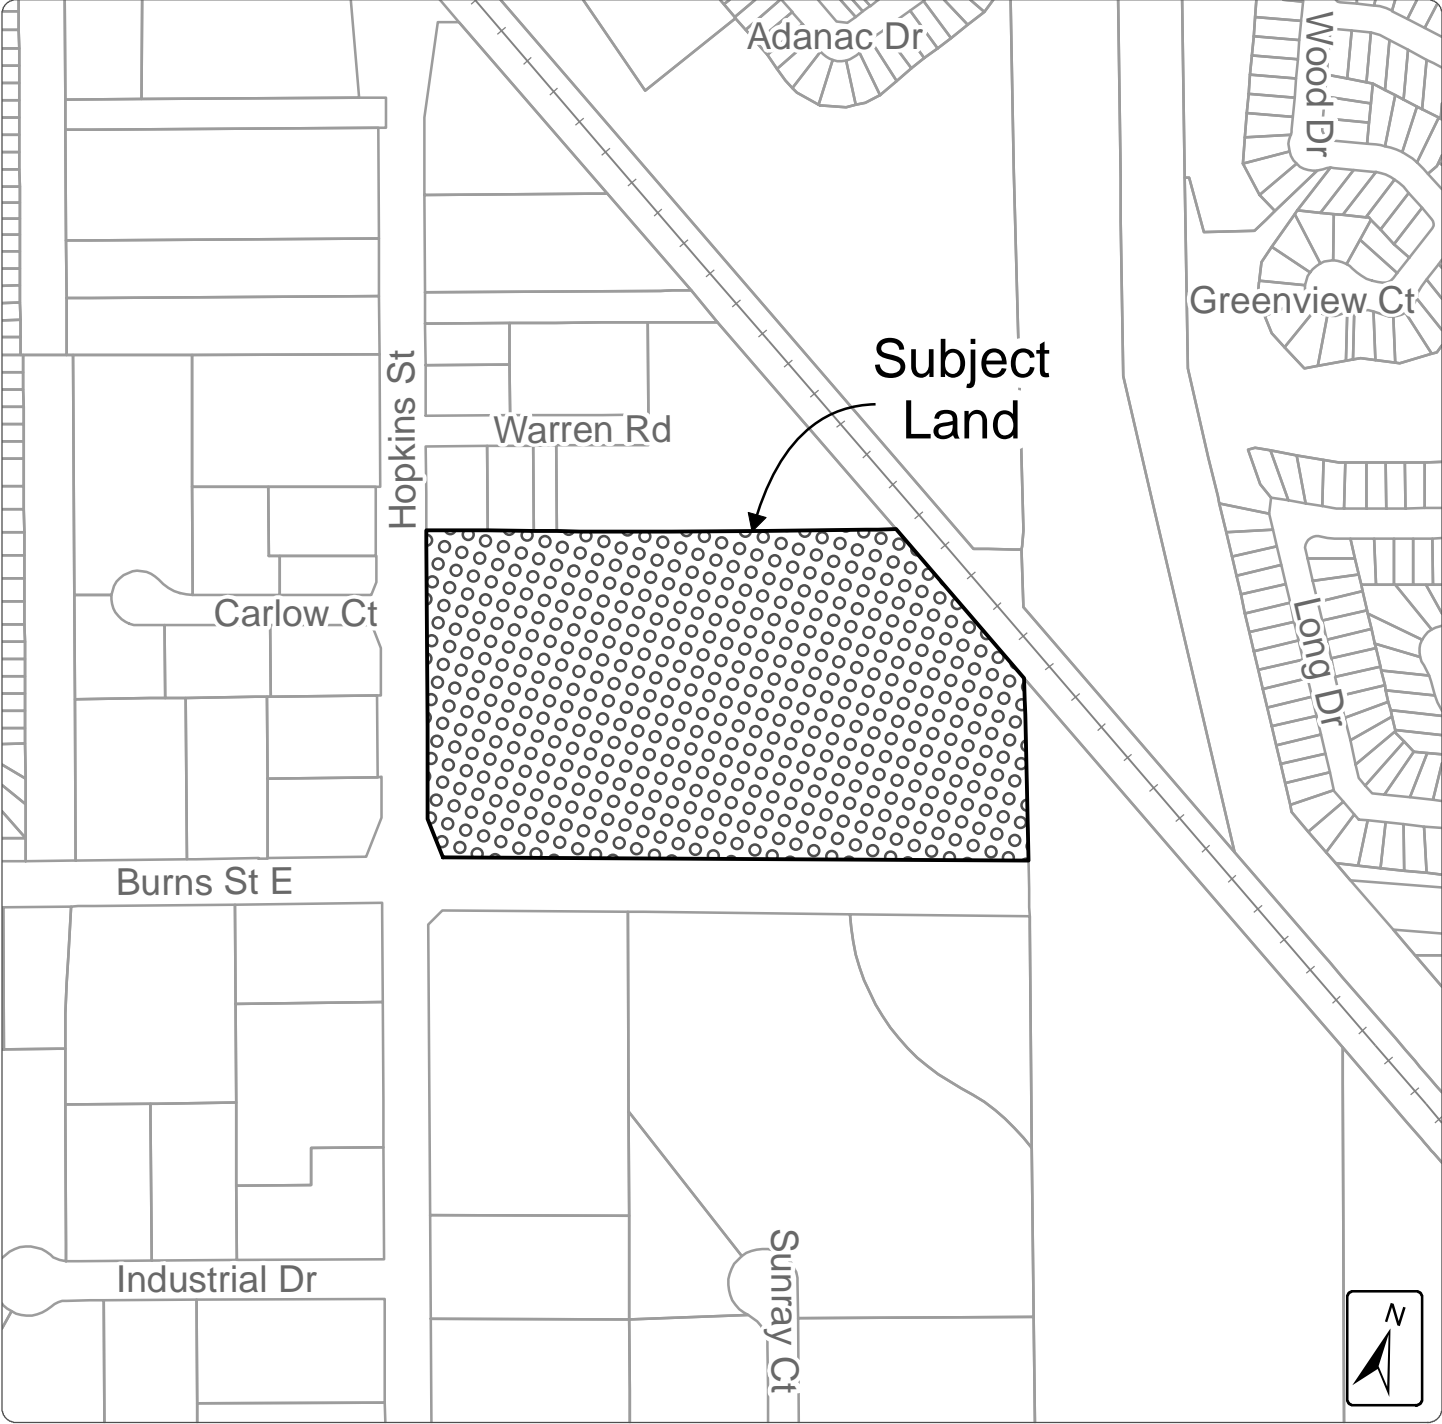 Adanac Dr
Wood Dr
Greenview Ct
Subject
Land
Hopkins St
Warren Rd
Carlow Ct
Long Dr
Burns St E
Industrial Dr
Sunray Ct
N